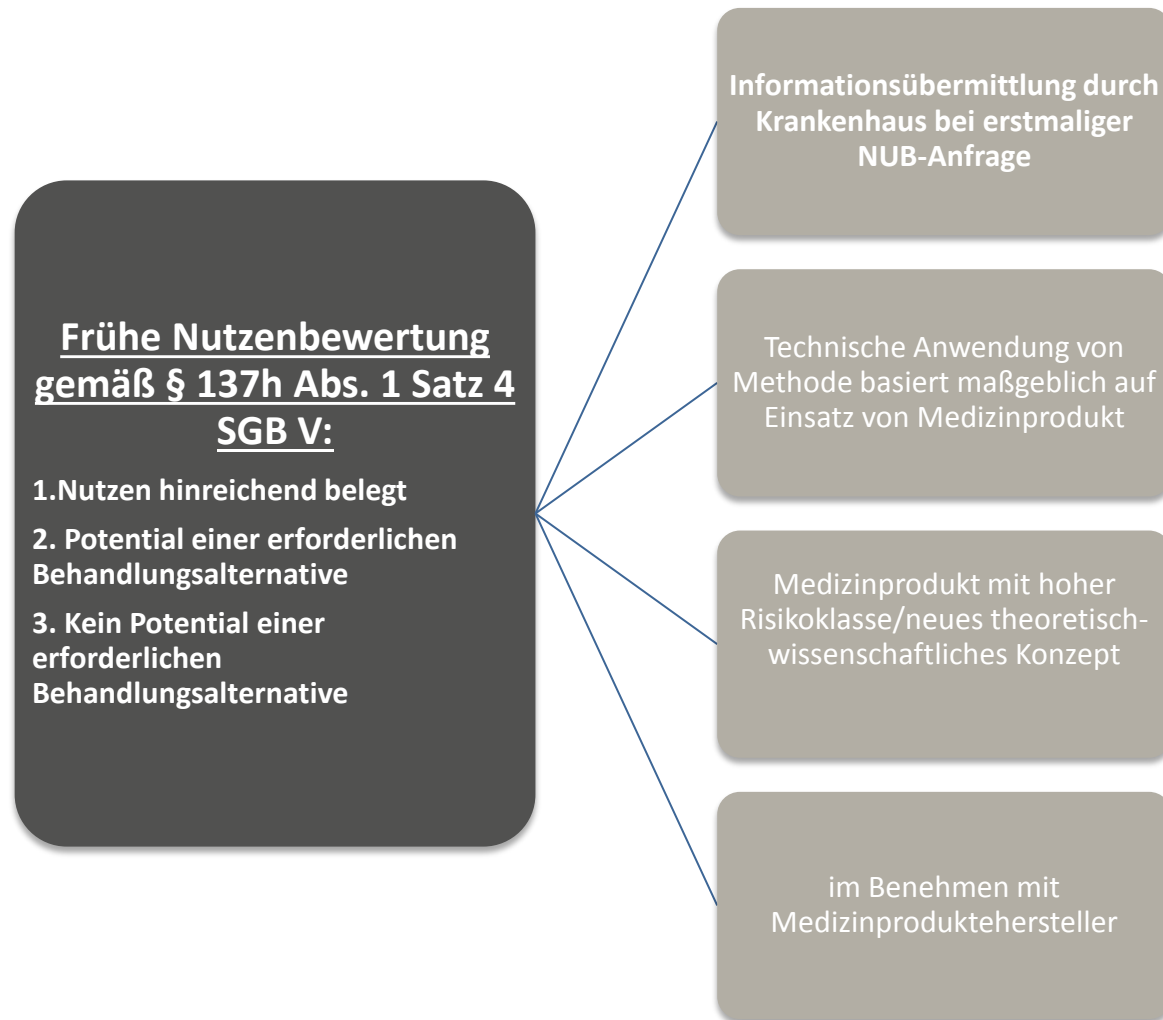 Frühe Nutzenbewertung
gemäß § 137h Abs. 1 Satz 4
SGB V:
1.Nutzen hinreichend belegt
2. Potential einer erforderlichen
Behandlungsalternative
3. Kein Potential einer
erforderlichen
Behandlungsalternative
Informationsübermittlung durch
Krankenhaus bei erstmaliger
NUB-Anfrage
Technische Anwendung von
Methode basiert maßgeblich auf
Einsatz von Medizinprodukt
Medizinprodukt mit hoher
Risikoklasse/neues theoretisch-
wissenschaftliches Konzept
im Benehmen mit
Medizinproduktehersteller